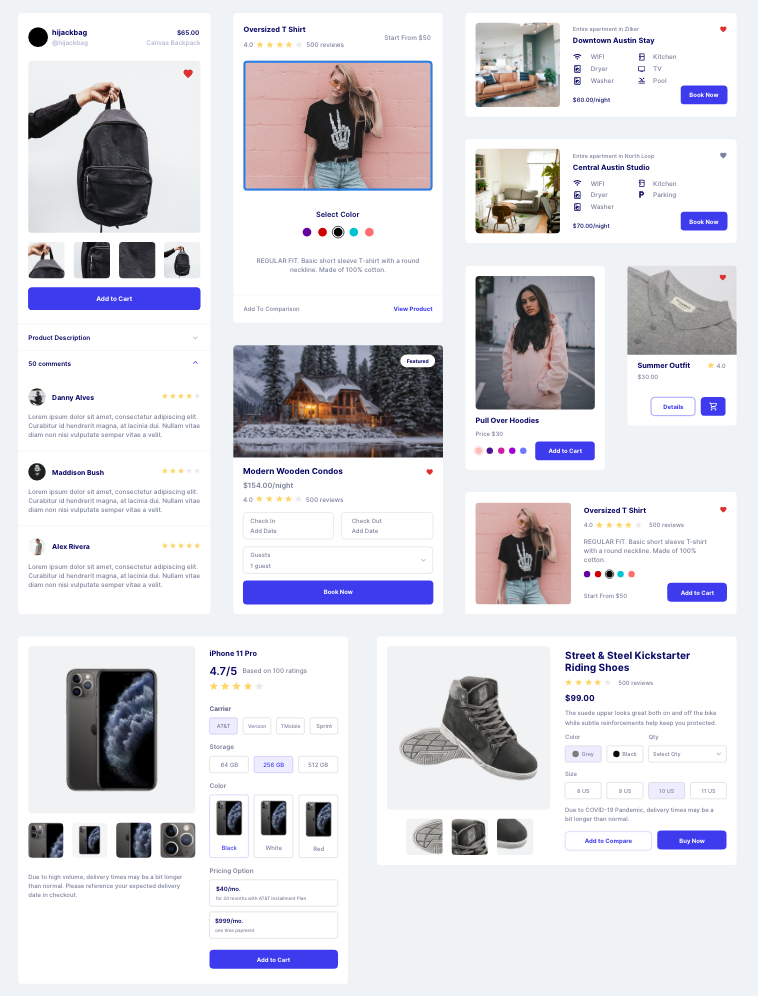 hijackbag
$65.00
@hijackbag
Canvas Backpack
Add to Cart
Product Description
50 comments
Danny Alves
Lorem ipsum dolor sit amet, consectetur adipiscing elit.
Curabitur id hendrerit magna, at lacinia dui. Nullam vitae
diam non nisi vulputate semper vitae a velit.
Maddison Bush
Lorem ipsum dolor sit amet, consectetur adipiscing elit.
Curabitur id hendrerit magna, at lacinia dui. Nullam vitae
diam non nisi vulputate semper vitae a velit.
Alex Rivera
Lorem ipsum dolor sit amet, consectetur adipiscing elit.
Curabitur id hendrerit magna, at lacinia dui. Nullam vitae
diam non nisi vulputate semper vitae a velit.
Oversized T Shirt
4.0
500 reviews
Start From $50
Select Color
REGULAR FIT. Basic short sleeve T-shirt with a round
neckline. Made of 100% cotton.
Add To Comparison
View Product
Featured
Modern Wooden Condos
$154.00/night
4.0
500 reviews
Check In
Add Date
Check Out
Add Date
Guests
1 guest
Book Now
Entire apartment in Zilker
Downtown Austin Stay
WIFI
Kitchen
Dryer
TV
Washer
Pool
$60.00/night
Book Now
Entire apartment in North Loop
Central Austin Studio
WIFI
Kitchen
Dryer
P
Parking
Washer
$70.00/night
Book Now
Pull Over Hoodies
Price $30
Add to Cart
Summer Outfit
4.0
$30.00
Details
Oversized T Shirt
4.0
500 reviews
REGULAR FIT. Basic short sleeve T-shirt
with a round neckline. Made of 100%
cotton.
Start From $50
Add to Cart
iPhone 11 Pro
4.7/5
Based on 100 ratings
Carrier
AT&T
Verizon
TMobile
Sprint
Storage
64 GB
256 GB
512 GB
Color
Black
White
Red
Pricing Option
$40/mo.
for 39 months with AT&T Installment Plan
$999/mo.
one time payment
Add to Cart
Due to high volume, delivery times may be a bit longer
than normal. Please reference your expected delivery
date in checkout.
Street & Steel Kickstarter
Riding Shoes
500 reviews
$99.00
The suede upper looks great both on and off the bike
while subtle reinforcements help keep you protected.
Color
Qty
Grey
Black
Select Qty
Size
8 US
9 US
10 US
11 US
Due to COVID-19 Pandemic, delivery times may be a
bit longer than normal.
Add to Compare
Buy Now